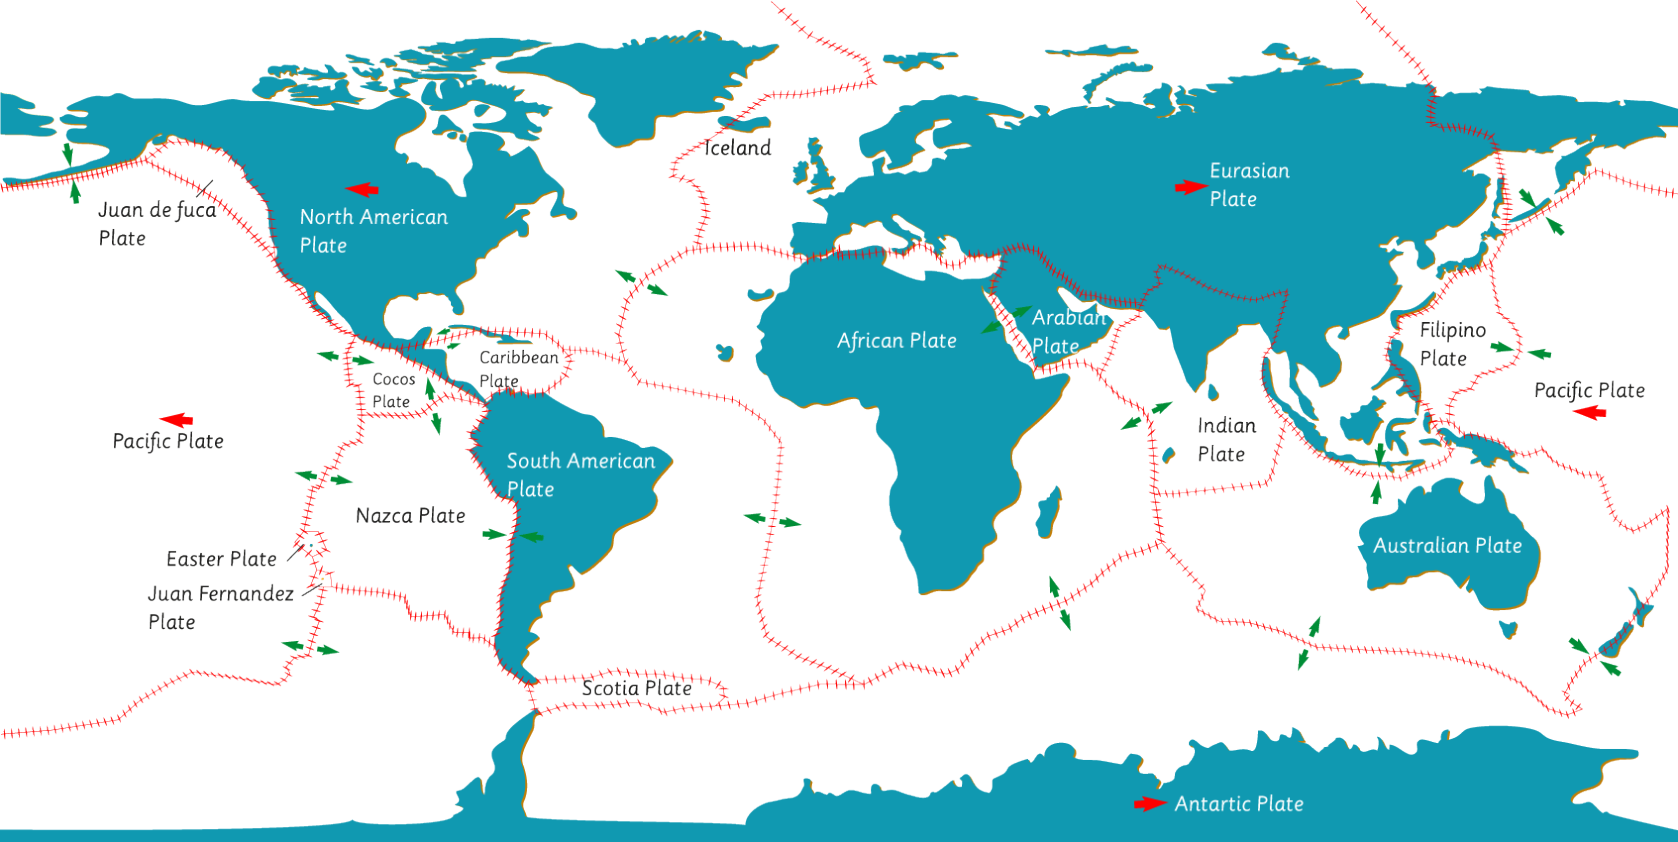 Iceland
Eurasian
Plate
Juan de fuca
Plate
North American
Plate
African Plate
Arabian
Plate
Filipino
Plate
Caribbean
Plate
Cocos
Plate
Pacific Plate
Pacific Plate
Indian
Plate
South American
Plate
Nazca Plate
Easter Plate
Juan Fernandez
Plate
Australian Plate
Scotia Plate
Antartic Plate